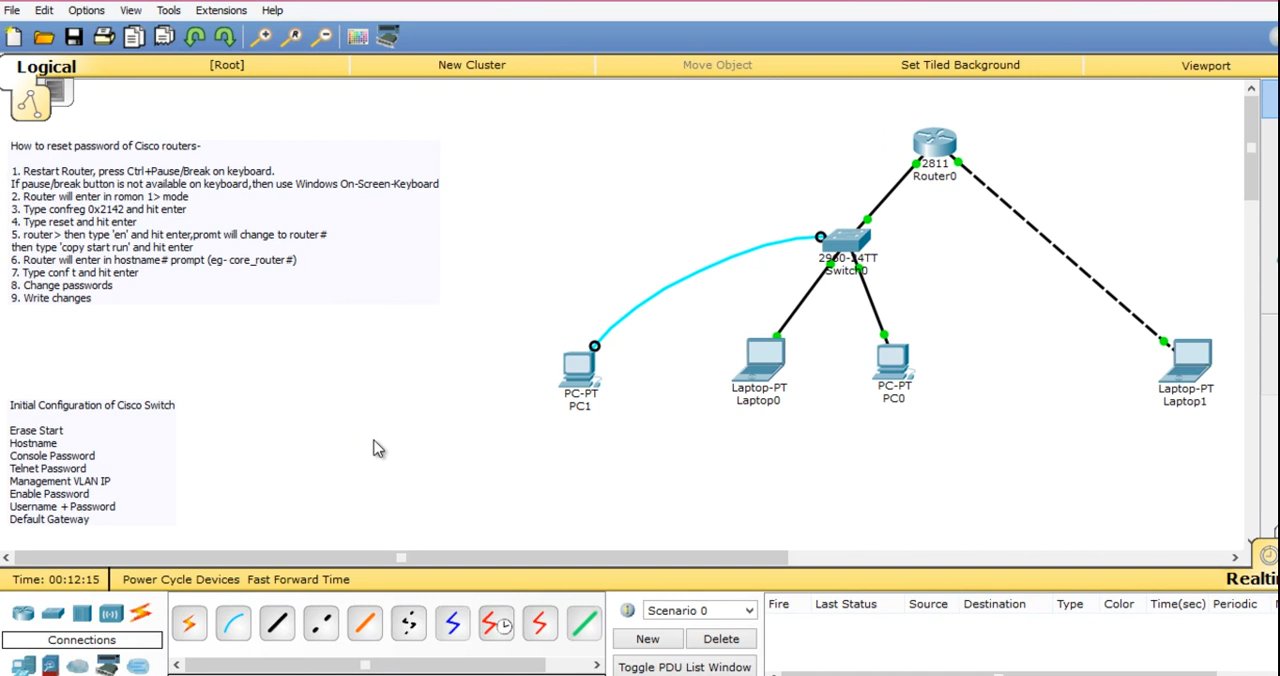 File Edit Options View Tools Extensions Help
Logical [Root] New Cluster Move Object Set Tiled Background Viewport
How to reset password of Cisco routers-
1. Restart Router, press Ctrl+Pause/Break on keyboard.
If pause/break button is not available on keyboard,then use Windows On-Screen-Keyboard
2. Router will enter in romon 1> mode
3. Type confreg 0x2142 and hit enter
4. Type reset and hit enter
5. router> then type 'en' and hit enter,promt will change to router#
then type 'copy start run' and hit enter
6. Router will enter in hostname# prompt (eg- core_router#)
7. Type conf t and hit enter
8. Change passwords
9. Write changes
2811
Router0
2960-24TT
Switch0
PC-PT
PC1
Laptop-PT
Laptop0
PC-PT
PC0
Laptop-PT
Laptop1
Initial Configuration of Cisco Switch
Erase Start
Hostname
Console Password
Telnet Password
Management VLAN IP
Enable Password
Username + Password
Default Gateway
Time: 00:12:15 Power Cycle Devices Fast Forward Time
Realti
Connections
Scenario 0
New Delete
Toggle PDU List Window
Fire Last Status Source Destination Type Color Time(sec) Periodic